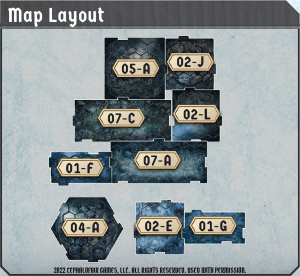 Map Layout
05-A
02-J
07-C
02-L
01-F
07-A
04-A
02-E
01-G
2022 CEPHALOFAIR GAMES, LLC. ALL RIGHTS RESERVED. USED WITH PERMISSION.